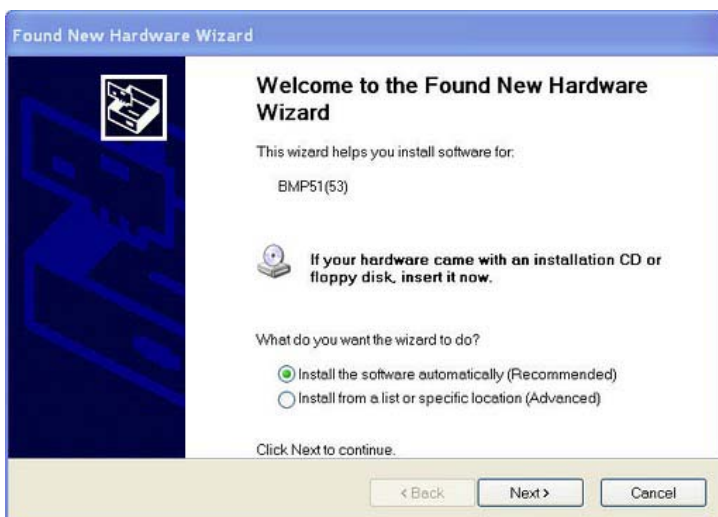 Found New Hardware Wizard
Welcome to the Found New Hardware
Wizard
This wizard helps you install software for:
BMP51(53)
If your hardware came with an installation CD or
floppy disk, insert it now.
What do you want the wizard to do?
Install the software automatically (Recommended)
Install from a list or specific location (Advanced)
Click Next to continue.
< Back
Next >
Cancel